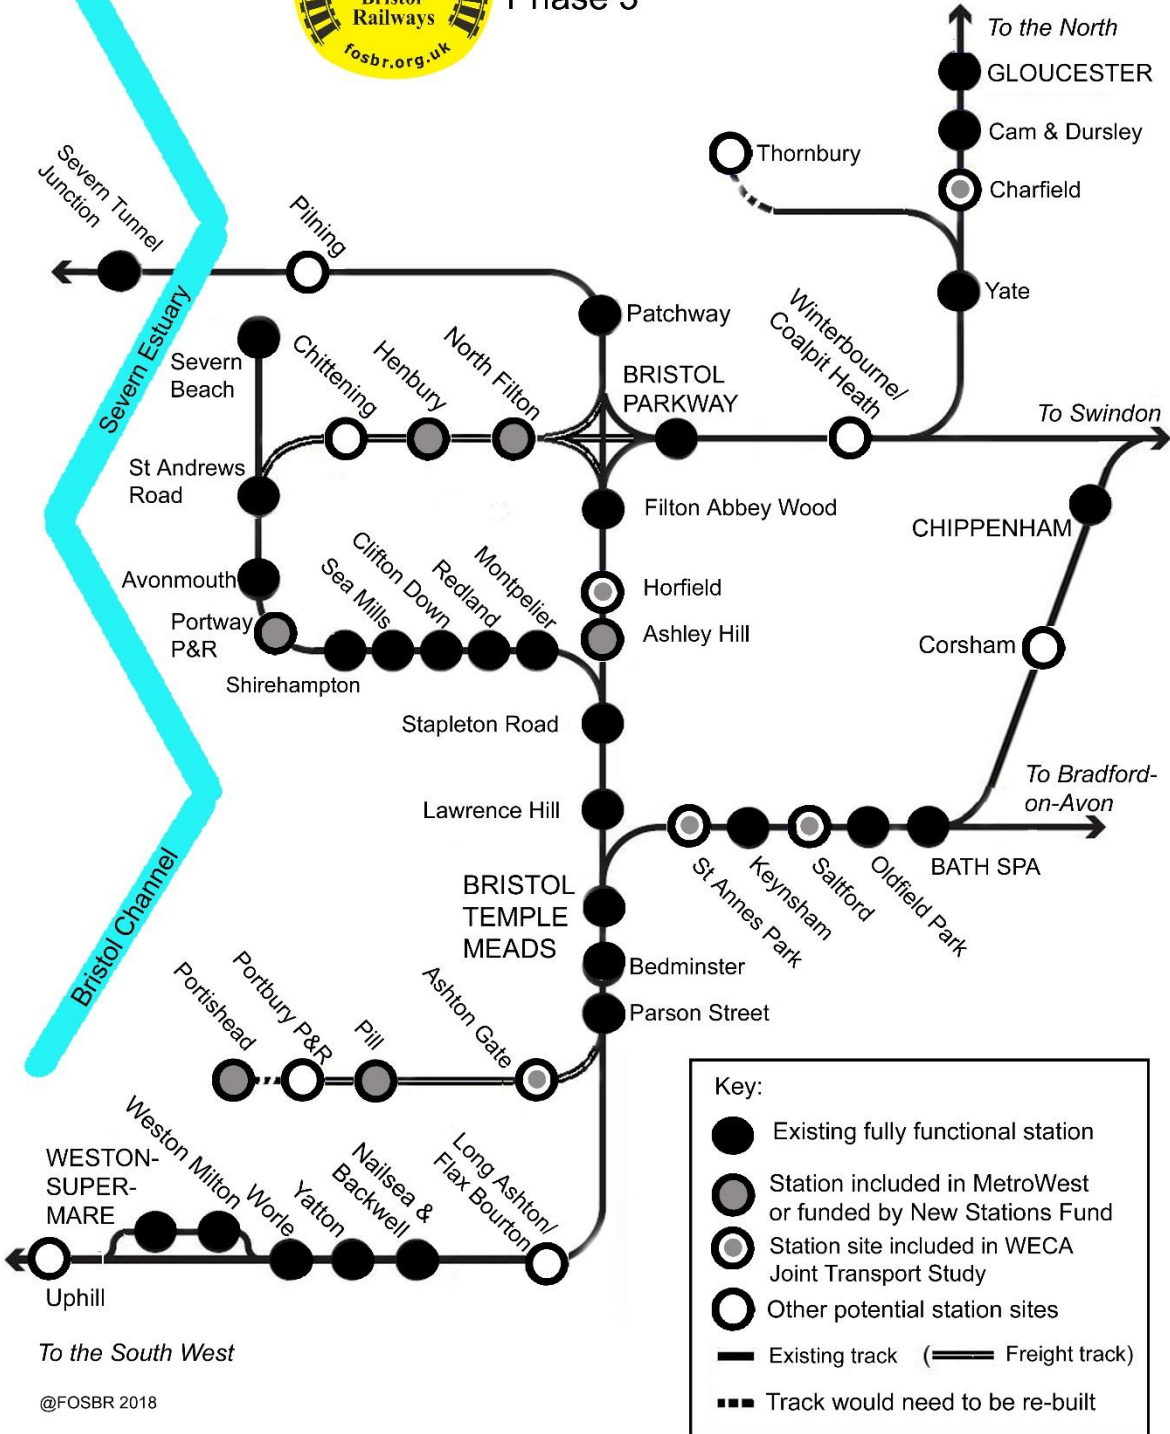 Bristol
Railways
fosbr.org.uk
Phase 3
To the North
GLOUCESTER
Cam & Dursley
Thornbury
Charfield
Severn Tunnel
Junction
Pilning
Yate
Patchway
Winterbourne/
Coalpit Heath
Severn Estuary
Severn
Beach
Chittening
Henbury
North Filton
BRISTOL
PARKWAY
To Swindon
St Andrews
Road
Filton Abbey Wood
CHIPPENHAM
Avonmouth
Sea Mills
Clifton Down
Redland
Montpelier
Horfield
Portway
P&R
Ashley Hill
Corsham
Shirehampton
Stapleton Road
To Bradford-
on-Avon
Lawrence Hill
St Annes Park
Keynsham
Saltford
Oldfield Park
BATH SPA
BRISTOL
TEMPLE
MEADS
Bristol Channel
Bedminster
Portishead
Portbury P&R
Pill
Ashton Gate
Parson Street
WESTON-
SUPER-
MARE
Weston Milton
Worle
Yatton
Nailsea &
Backwell
Long Ashton/
Flax Bourton
Uphill
To the South West
@FOSBR 2018
Key:
Existing fully functional station
Station included in MetroWest
or funded by New Stations Fund
Station site included in WECA
Joint Transport Study
Other potential station sites
Existing track ( Freight track)
Track would need to be re-built